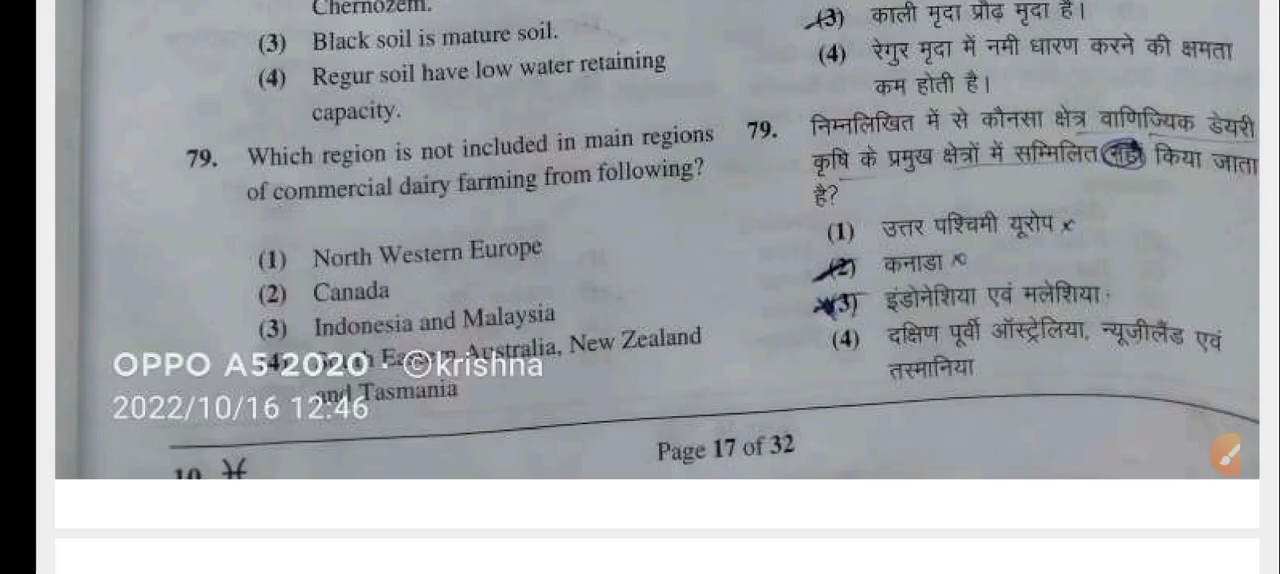 Chernozem.
(3) Black soil is mature soil.
(4) Regur soil have low water retaining
capacity.
79. Which region is not included in main regions
of commercial dairy farming from following?
(1) North Western Europe
(2) Canada
(3) Indonesia and Malaysia
(4) Australia, New Zealand
and Tasmania
OPPO A5 2020 · ©krishna
2022/10/16 12:46
(3) काली मृदा प्रौढ़ मृदा है।
(4) रेगुर मृदा में नमी धारण करने की क्षमता
कम होती है।
79. निम्नलिखित में से कौनसा क्षेत्र वाणिज्यिक डेयरी
कृषि के प्रमुख क्षेत्रों में सम्मिलित नहीं किया जाता
है?
(1) उत्तर पश्चिमी यूरोप
(2) कनाडा
(3) इंडोनेशिया एवं मलेशिया
(4) दक्षिण पूर्वी ऑस्ट्रेलिया, न्यूजीलैंड एवं
तस्मानिया
Page 17 of 32